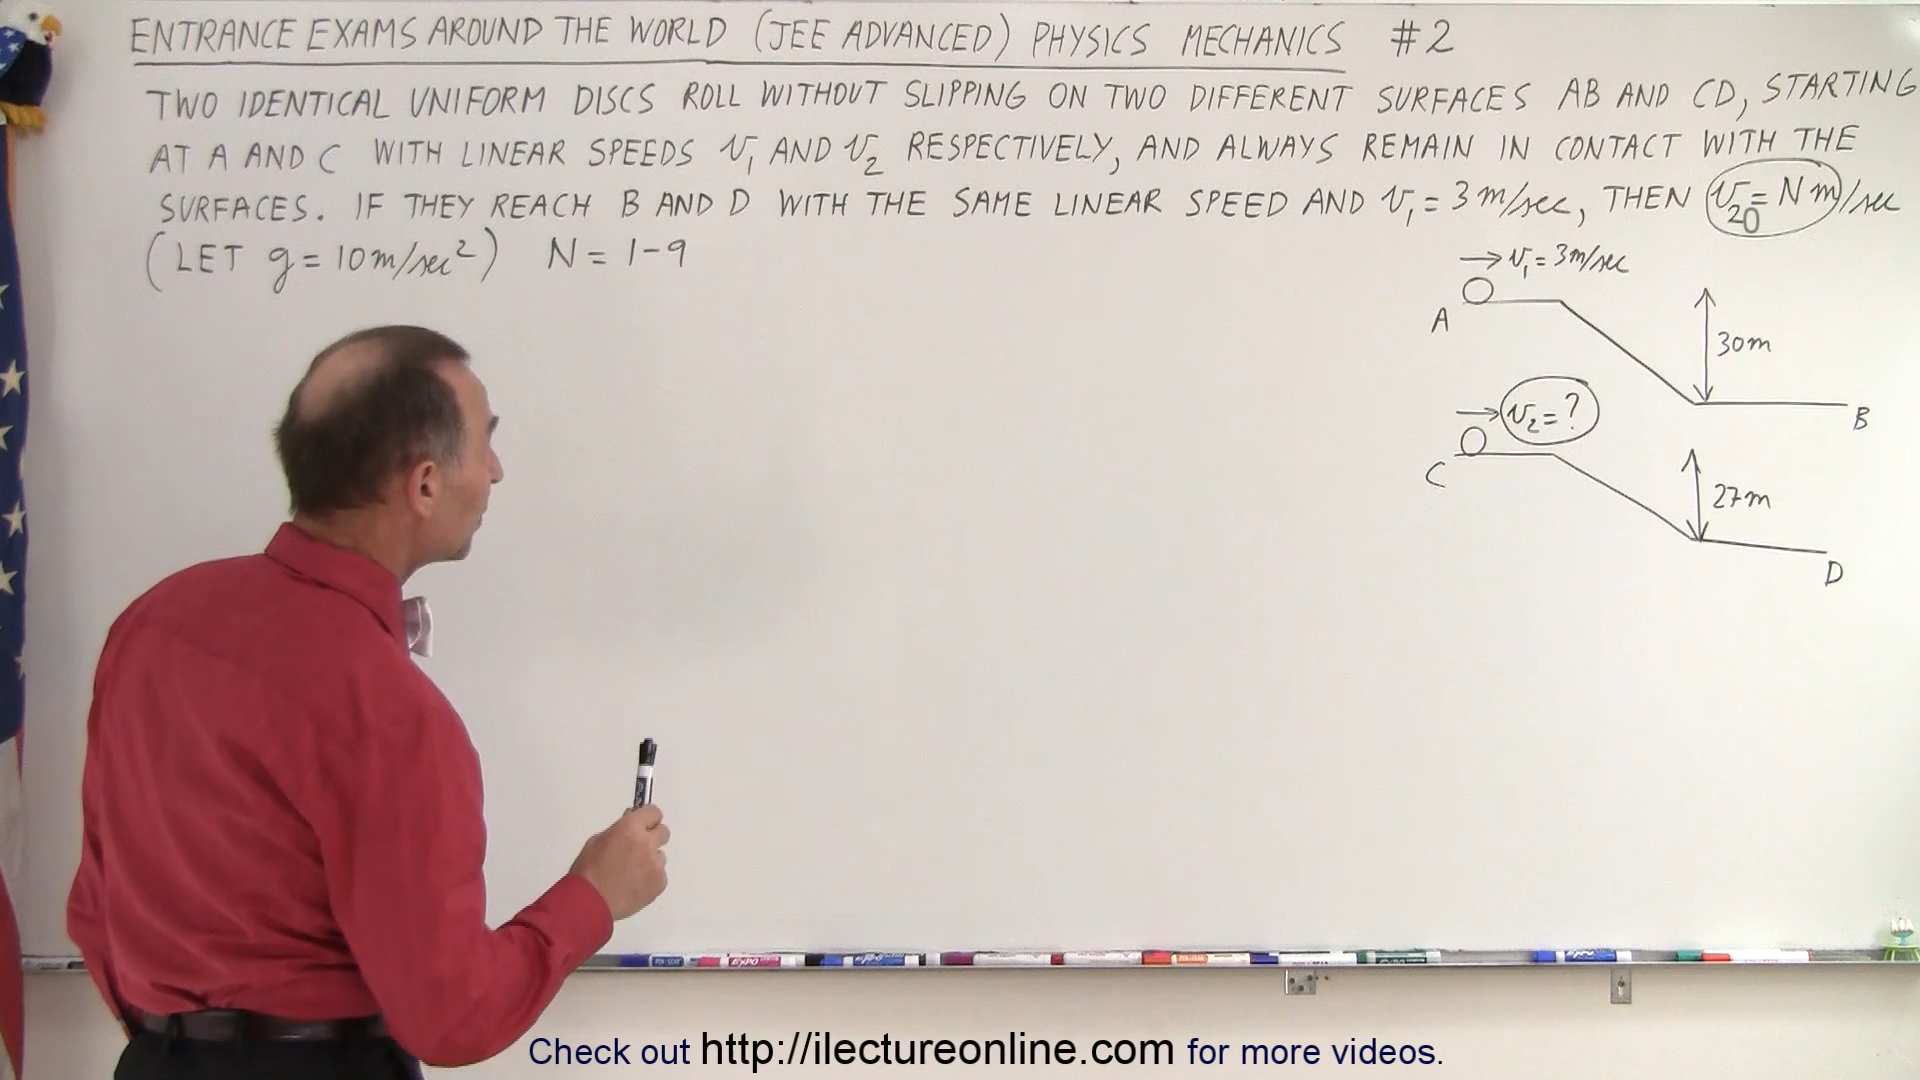 ENTRANCE EXAMS AROUND THE WORLD (JEE ADVANCED) PHYSICS MECHANICS #2
TWO IDENTICAL UNIFORM DISCS ROLL WITHOUT SLIPPING ON TWO DIFFERENT SURFACES AB AND CD, STARTING
AT A AND C WITH LINEAR SPEEDS v₁ AND v₂ RESPECTIVELY, AND ALWAYS REMAIN IN CONTACT WITH THE
SURFACES. IF THEY REACH B AND D WITH THE SAME LINEAR SPEED AND v₁ = 3 m/sec, THEN v₂₀ = N m/sec
(LET g = 10 m/sec²) N = 1-9
v₁ = 3 m/sec
A
30m
B
v₂ = ?
C
27m
D
Check out http://ilectureonline.com for more videos.